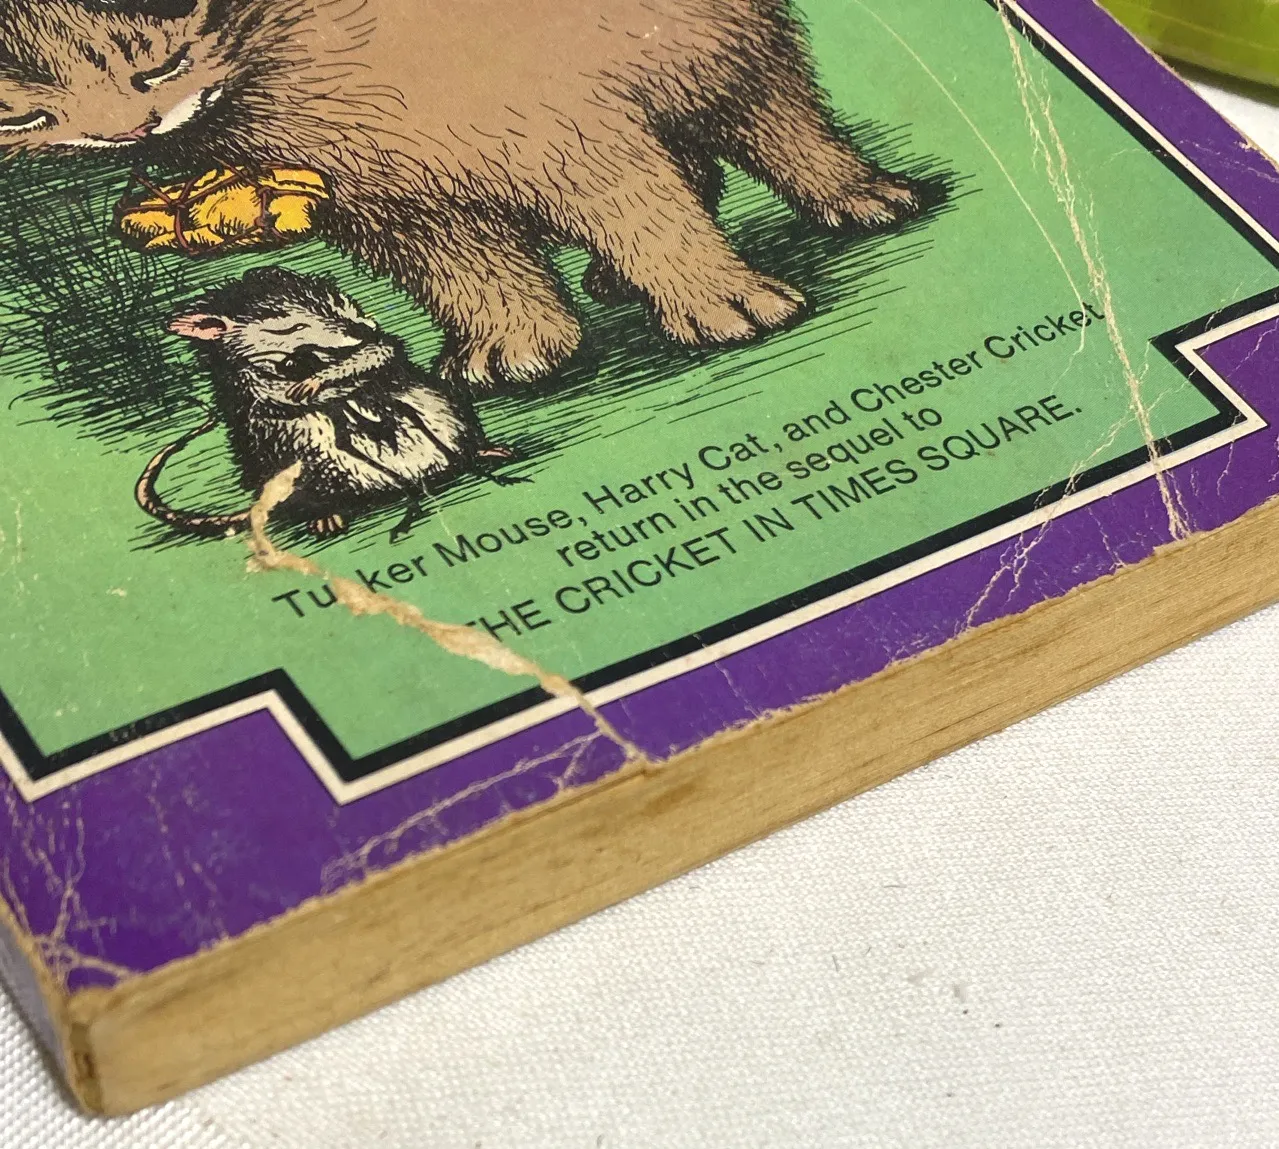 Tucker Mouse, Harry Cat, and Chester Cricket
return in the sequel to
THE CRICKET IN TIMES SQUARE.